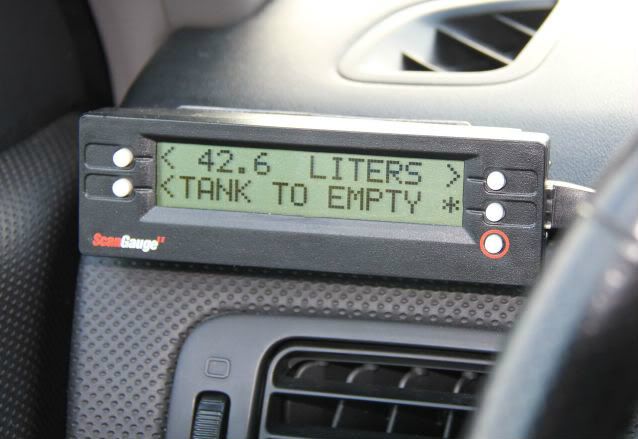 < 42.6 LITERS >
<TANK TO EMPTY *
ScanGauge II